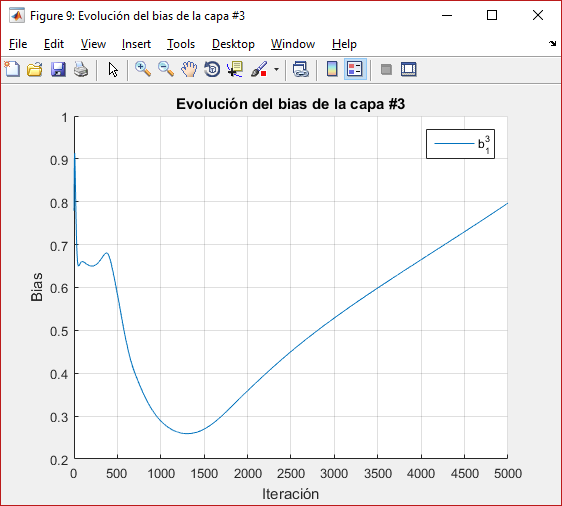 Figure 9: Evolución del bias de la capa #3
File Edit View Insert Tools Desktop Window Help
Evolución del bias de la capa #3
1
0.9
0.8
0.7
0.6
0.5
0.4
0.3
0.2
Bias
b³₁
0 500 1000 1500 2000 2500 3000 3500 4000 4500 5000
Iteración